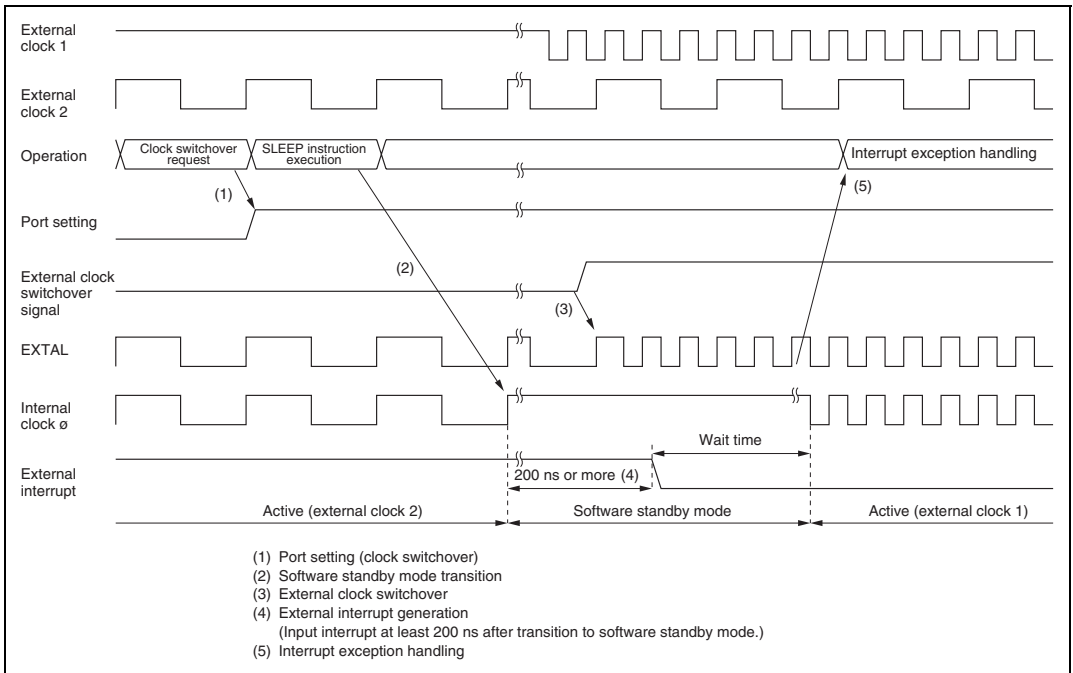 External
clock 1
External
clock 2
Operation
Clock switchover
request
SLEEP instruction
execution
Interrupt exception handling
(1)
(5)
Port setting
(2)
External clock
switchover
signal
(3)
EXTAL
Internal
clock ø
Wait time
External
interrupt
200 ns or more (4)
Active (external clock 2)
Software standby mode
Active (external clock 1)
(1) Port setting (clock switchover)
(2) Software standby mode transition
(3) External clock switchover
(4) External interrupt generation
(Input interrupt at least 200 ns after transition to software standby mode.)
(5) Interrupt exception handling